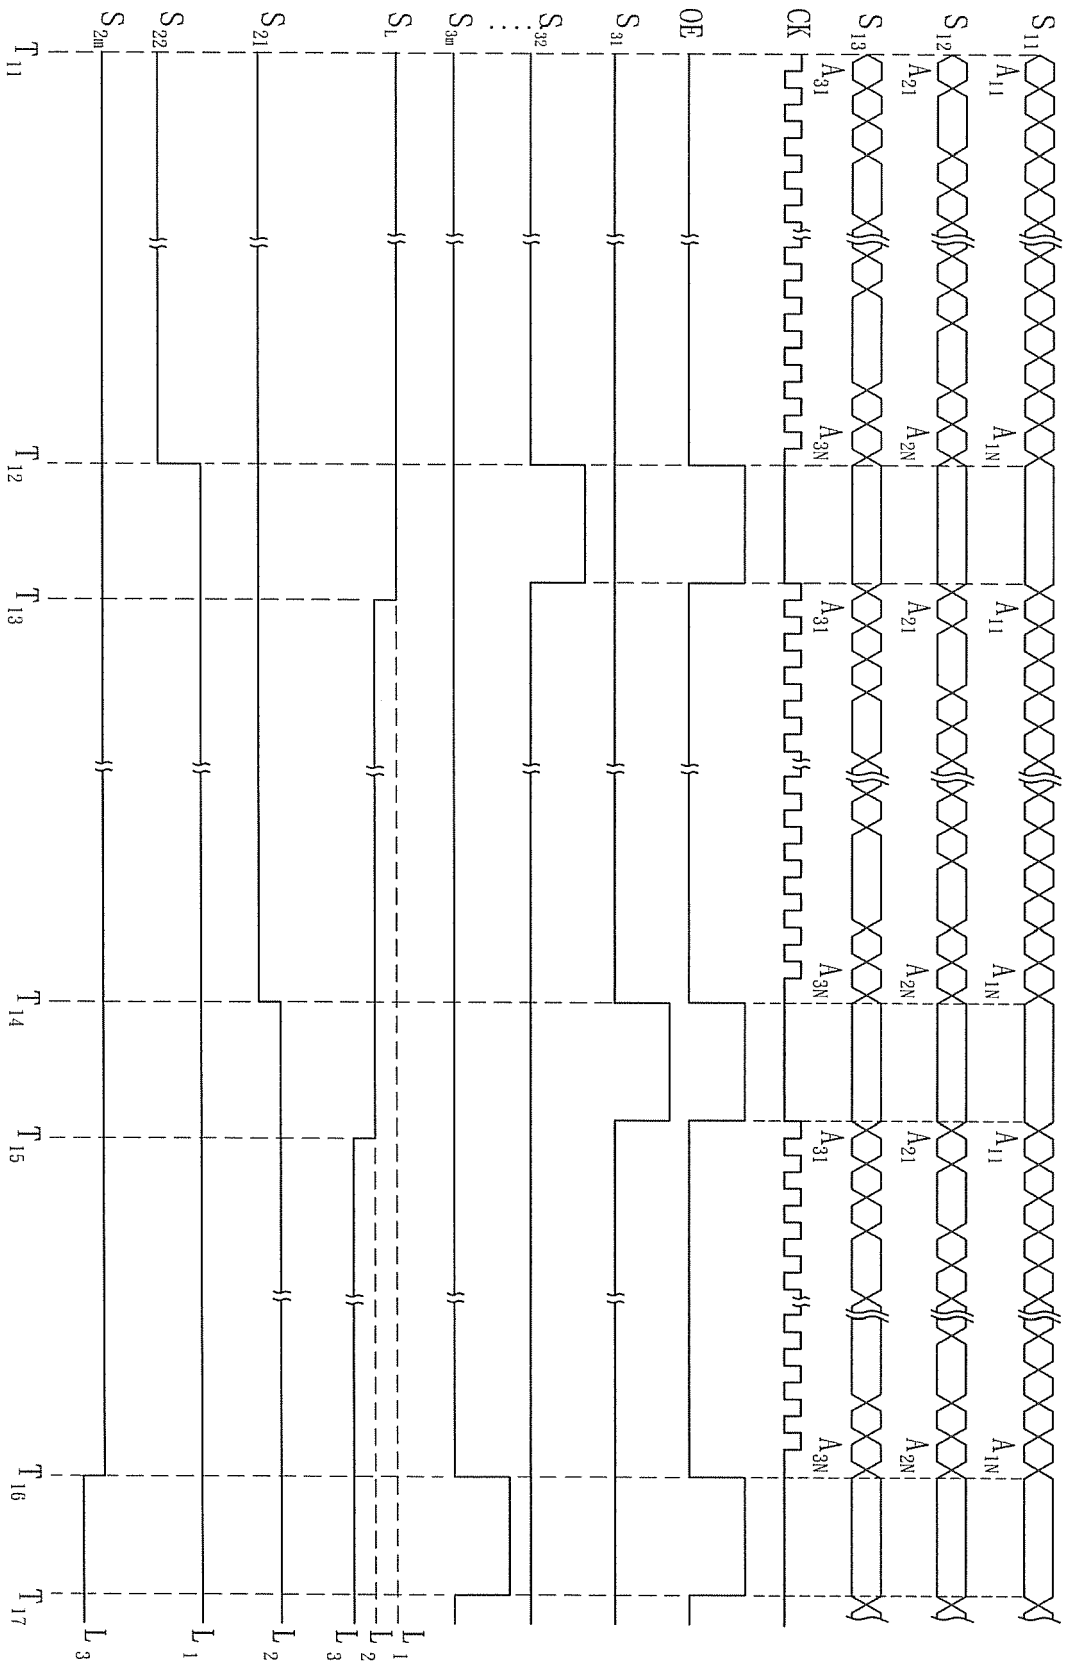 S11
S12
S13
CK
OE
S31
S32
......
S3m
SL
S21
S22
S2m
A11
A1N
A11
A1N
A11
A1N
A21
A2N
A21
A2N
A21
A2N
A31
A3N
A31
A3N
A31
A3N
L1
L2
L3
L2
L1
L3
T11
T12
T13
T14
T15
T16
T17